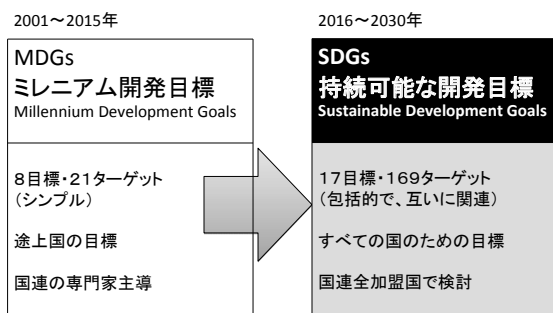 2001～2015年
MDGs
ミレニアム開発目標
Millennium Development Goals
8目標・21ターゲット
（シンプル）
途上国の目標
国連の専門家主導
2016～2030年
SDGs
持続可能な開発目標
Sustainable Development Goals
17目標・169ターゲット
（包括的で、互いに関連）
すべての国のための目標
国連全加盟国で検討